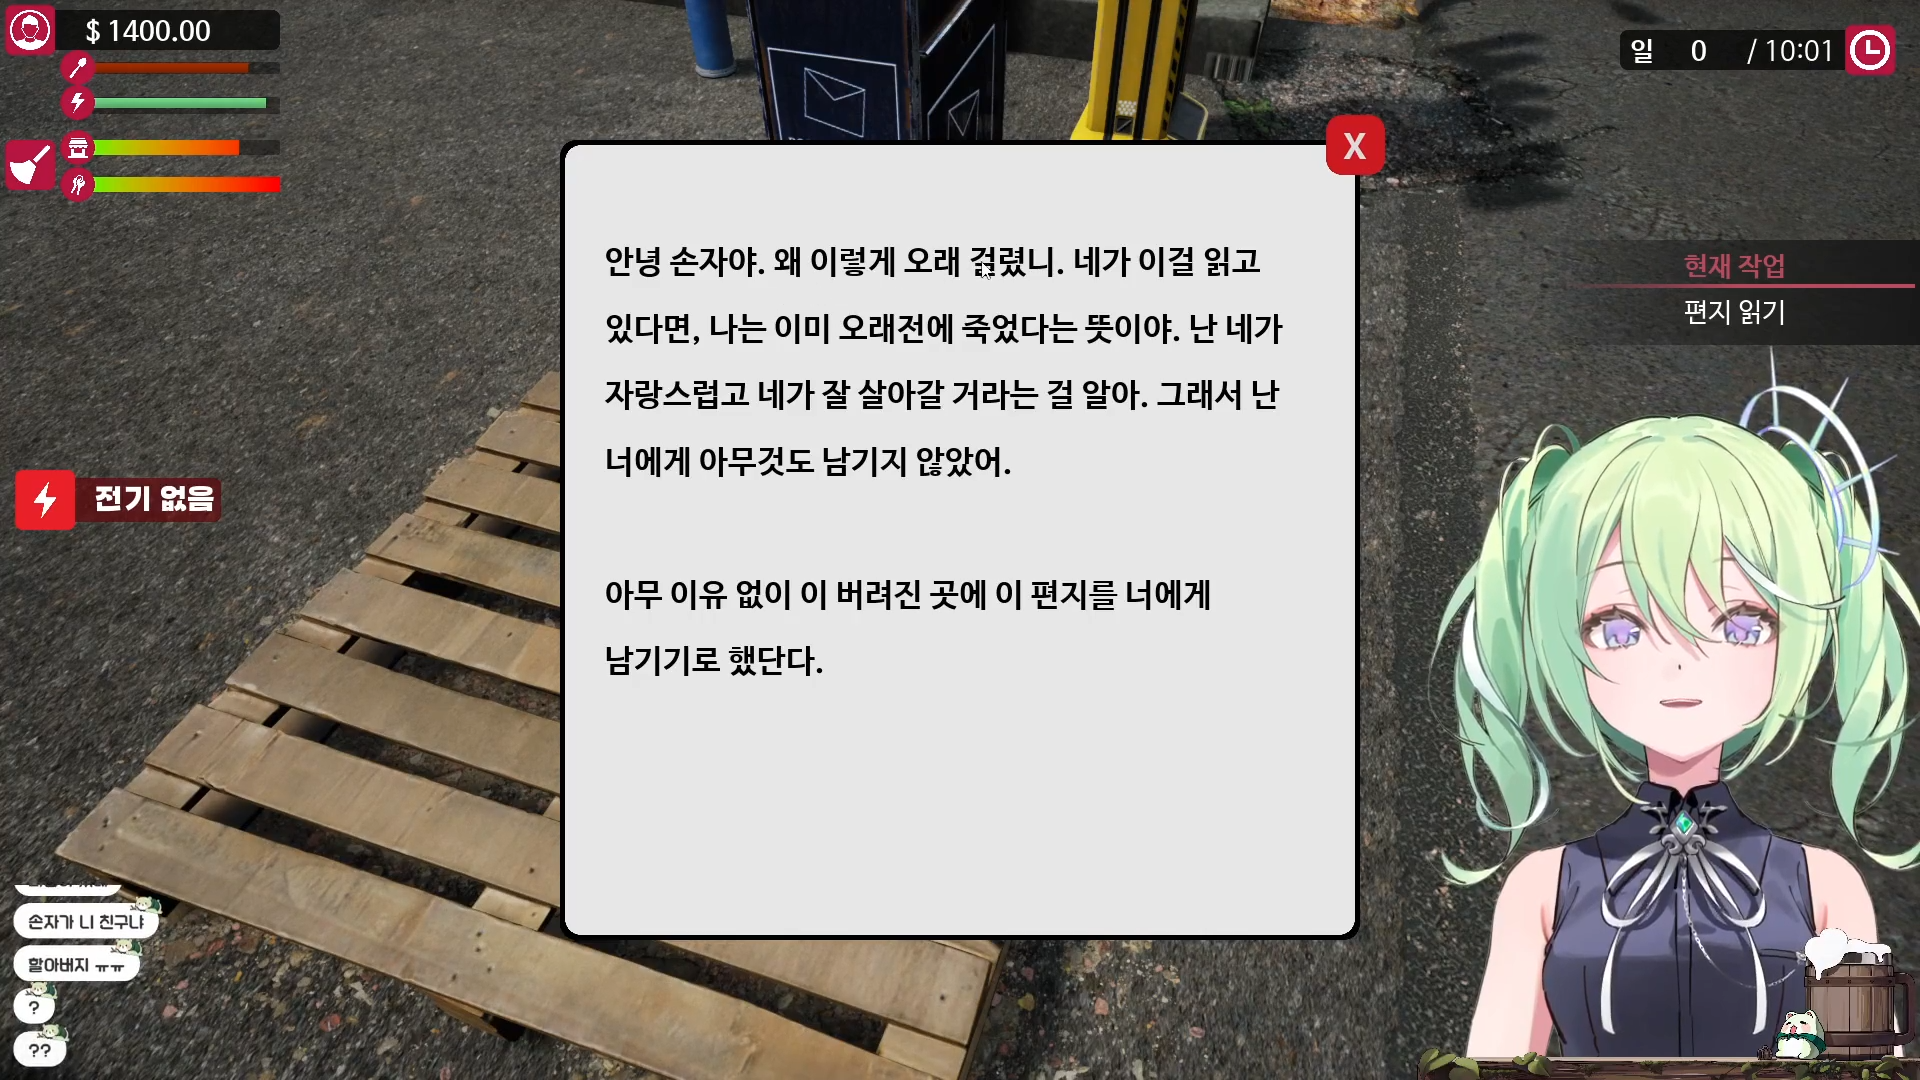 $ 1400.00
일 0 / 10:01
X
안녕 손자야. 왜 이렇게 오래 걸렸니. 네가 이걸 읽고
있다면, 나는 이미 오래전에 죽었다는 뜻이야. 난 네가
자랑스럽고 네가 잘 살아갈 거라는 걸 알아. 그래서 난
너에게 아무것도 남기지 않았어.
아무 이유 없이 이 버려진 곳에 이 편지를 너에게
남기기로 했단다.
현재 작업
편지 읽기
전기 없음
손자가 니 친구냐
할아버지 ㅠㅠ
?
??